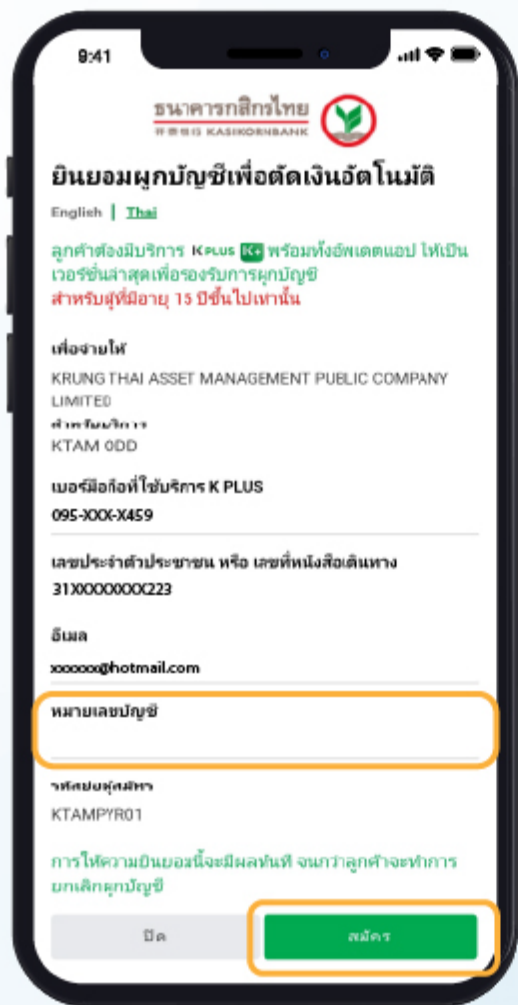 9:41
ธนาคารกสิกรไทย
KASIKORNBANK
ยินยอมผูกบัญชีเพื่อตัดเงินอัตโนมัติ
English | Thai
ลูกค้าต้องมีบริการ K PLUS K+ พร้อมทั้งอัพเดตแอป ให้เป็น
เวอร์ชั่นล่าสุดเพื่อรองรับการผูกบัญชี
สำหรับผู้ที่มีอายุ 15 ปีขึ้นไปเท่านั้น
เพื่อจ่ายให้
KRUNG THAI ASSET MANAGEMENT PUBLIC COMPANY
LIMITED
สำหรับบริการ
KTAM ODD
เบอร์มือถือที่ใช้บริการ K PLUS
095-XXX-X459
เลขประจำตัวประชาชน หรือ เลขที่หนังสือเดินทาง
31XXXXXXXX223
อีเมล
xxxxxx@hotmail.com
หมายเลขบัญชี
KTAMPYR01
การให้ความยินยอมนี้จะมีผลทันที จนกว่าลูกค้าจะทำการ
ยกเลิกผูกบัญชี
ปิด
สมัคร